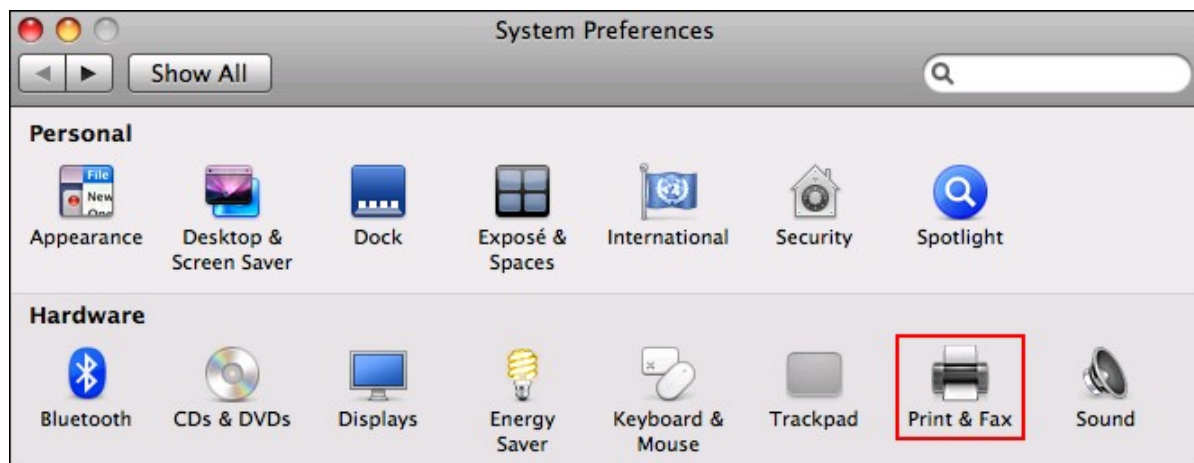 System Preferences
Show All
Personal
File
New
Appearance
Desktop &
Screen Saver
Dock
Exposé &
Spaces
International
Security
Spotlight
Hardware
Bluetooth
CDs & DVDs
Displays
Energy
Saver
Keyboard &
Mouse
Trackpad
Print & Fax
Sound